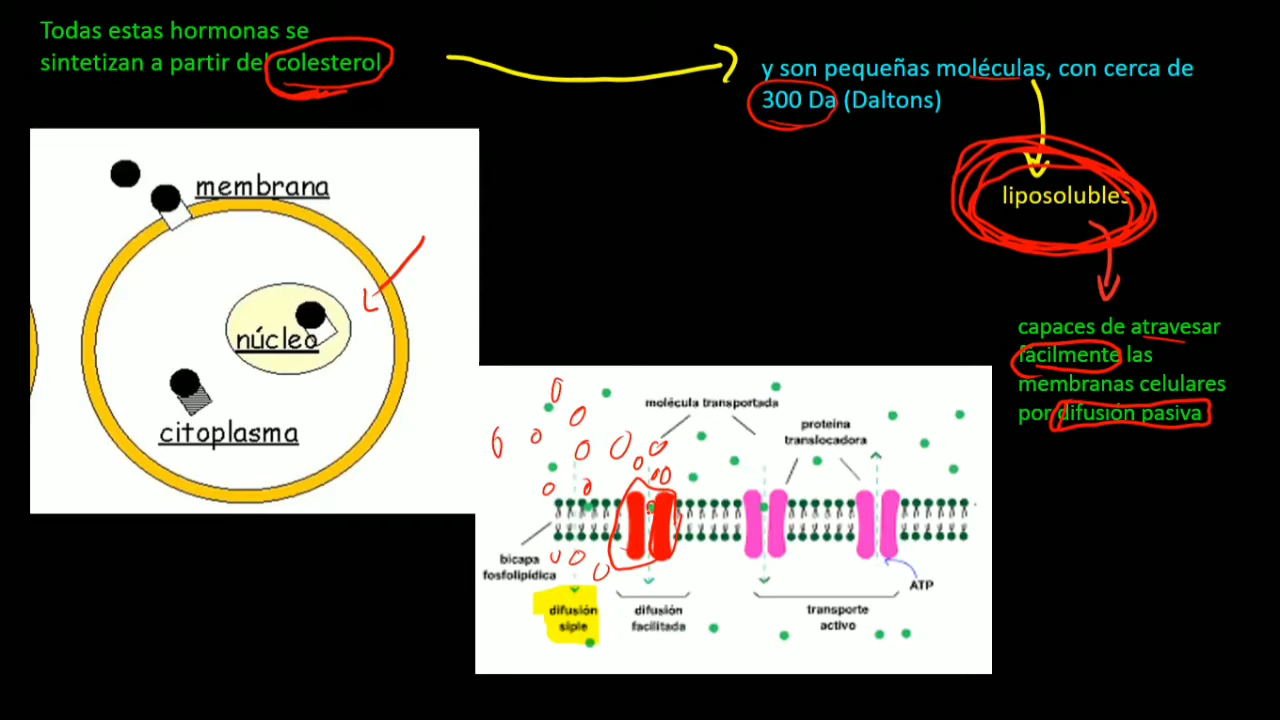 Todas estas hormonas se
sintetizan a partir del colesterol
y son pequeñas moléculas, con cerca de
300 Da (Daltons)
liposolubles
capaces de atravesar
fácilmente las
membranas celulares
por difusión pasiva
membrana
núcleo
citoplasma
molécula transportada
proteína
translocadora
bicapa
fosfolipídica
difusión
siple
difusión
facilitada
transporte
activo
ATP